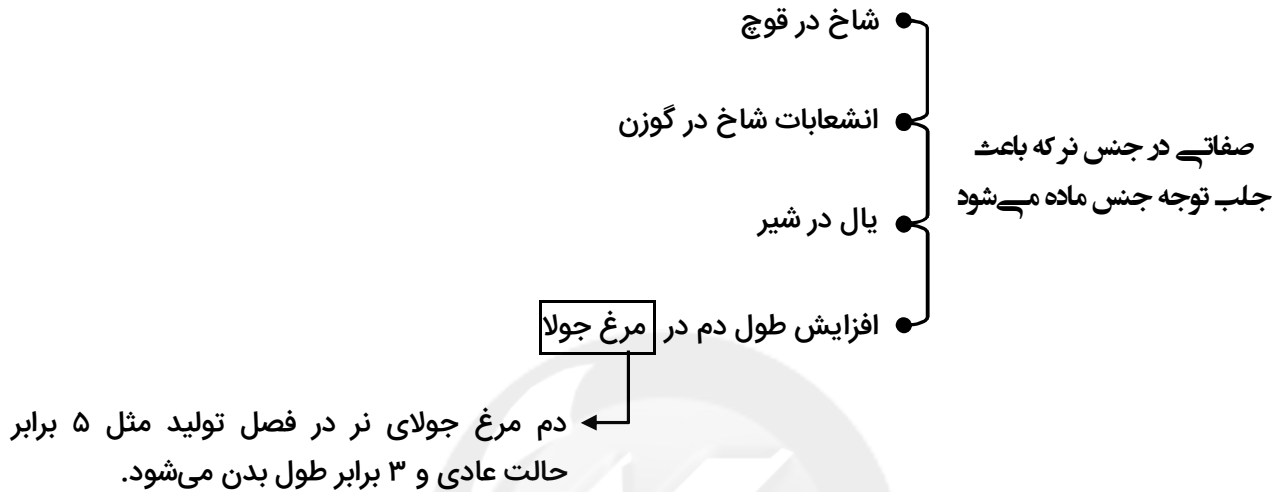 صفاتی در جنس نر که باعث
جلب توجه جنس ماده می‌شود
شاخ در قوچ
انشعابات شاخ در گوزن
یال در شیر
افزایش طول دم در مرغ جولا
دم مرغ جولای نر در فصل تولید مثل ۵ برابر
حالت عادی و ۳ برابر طول بدن می‌شود.